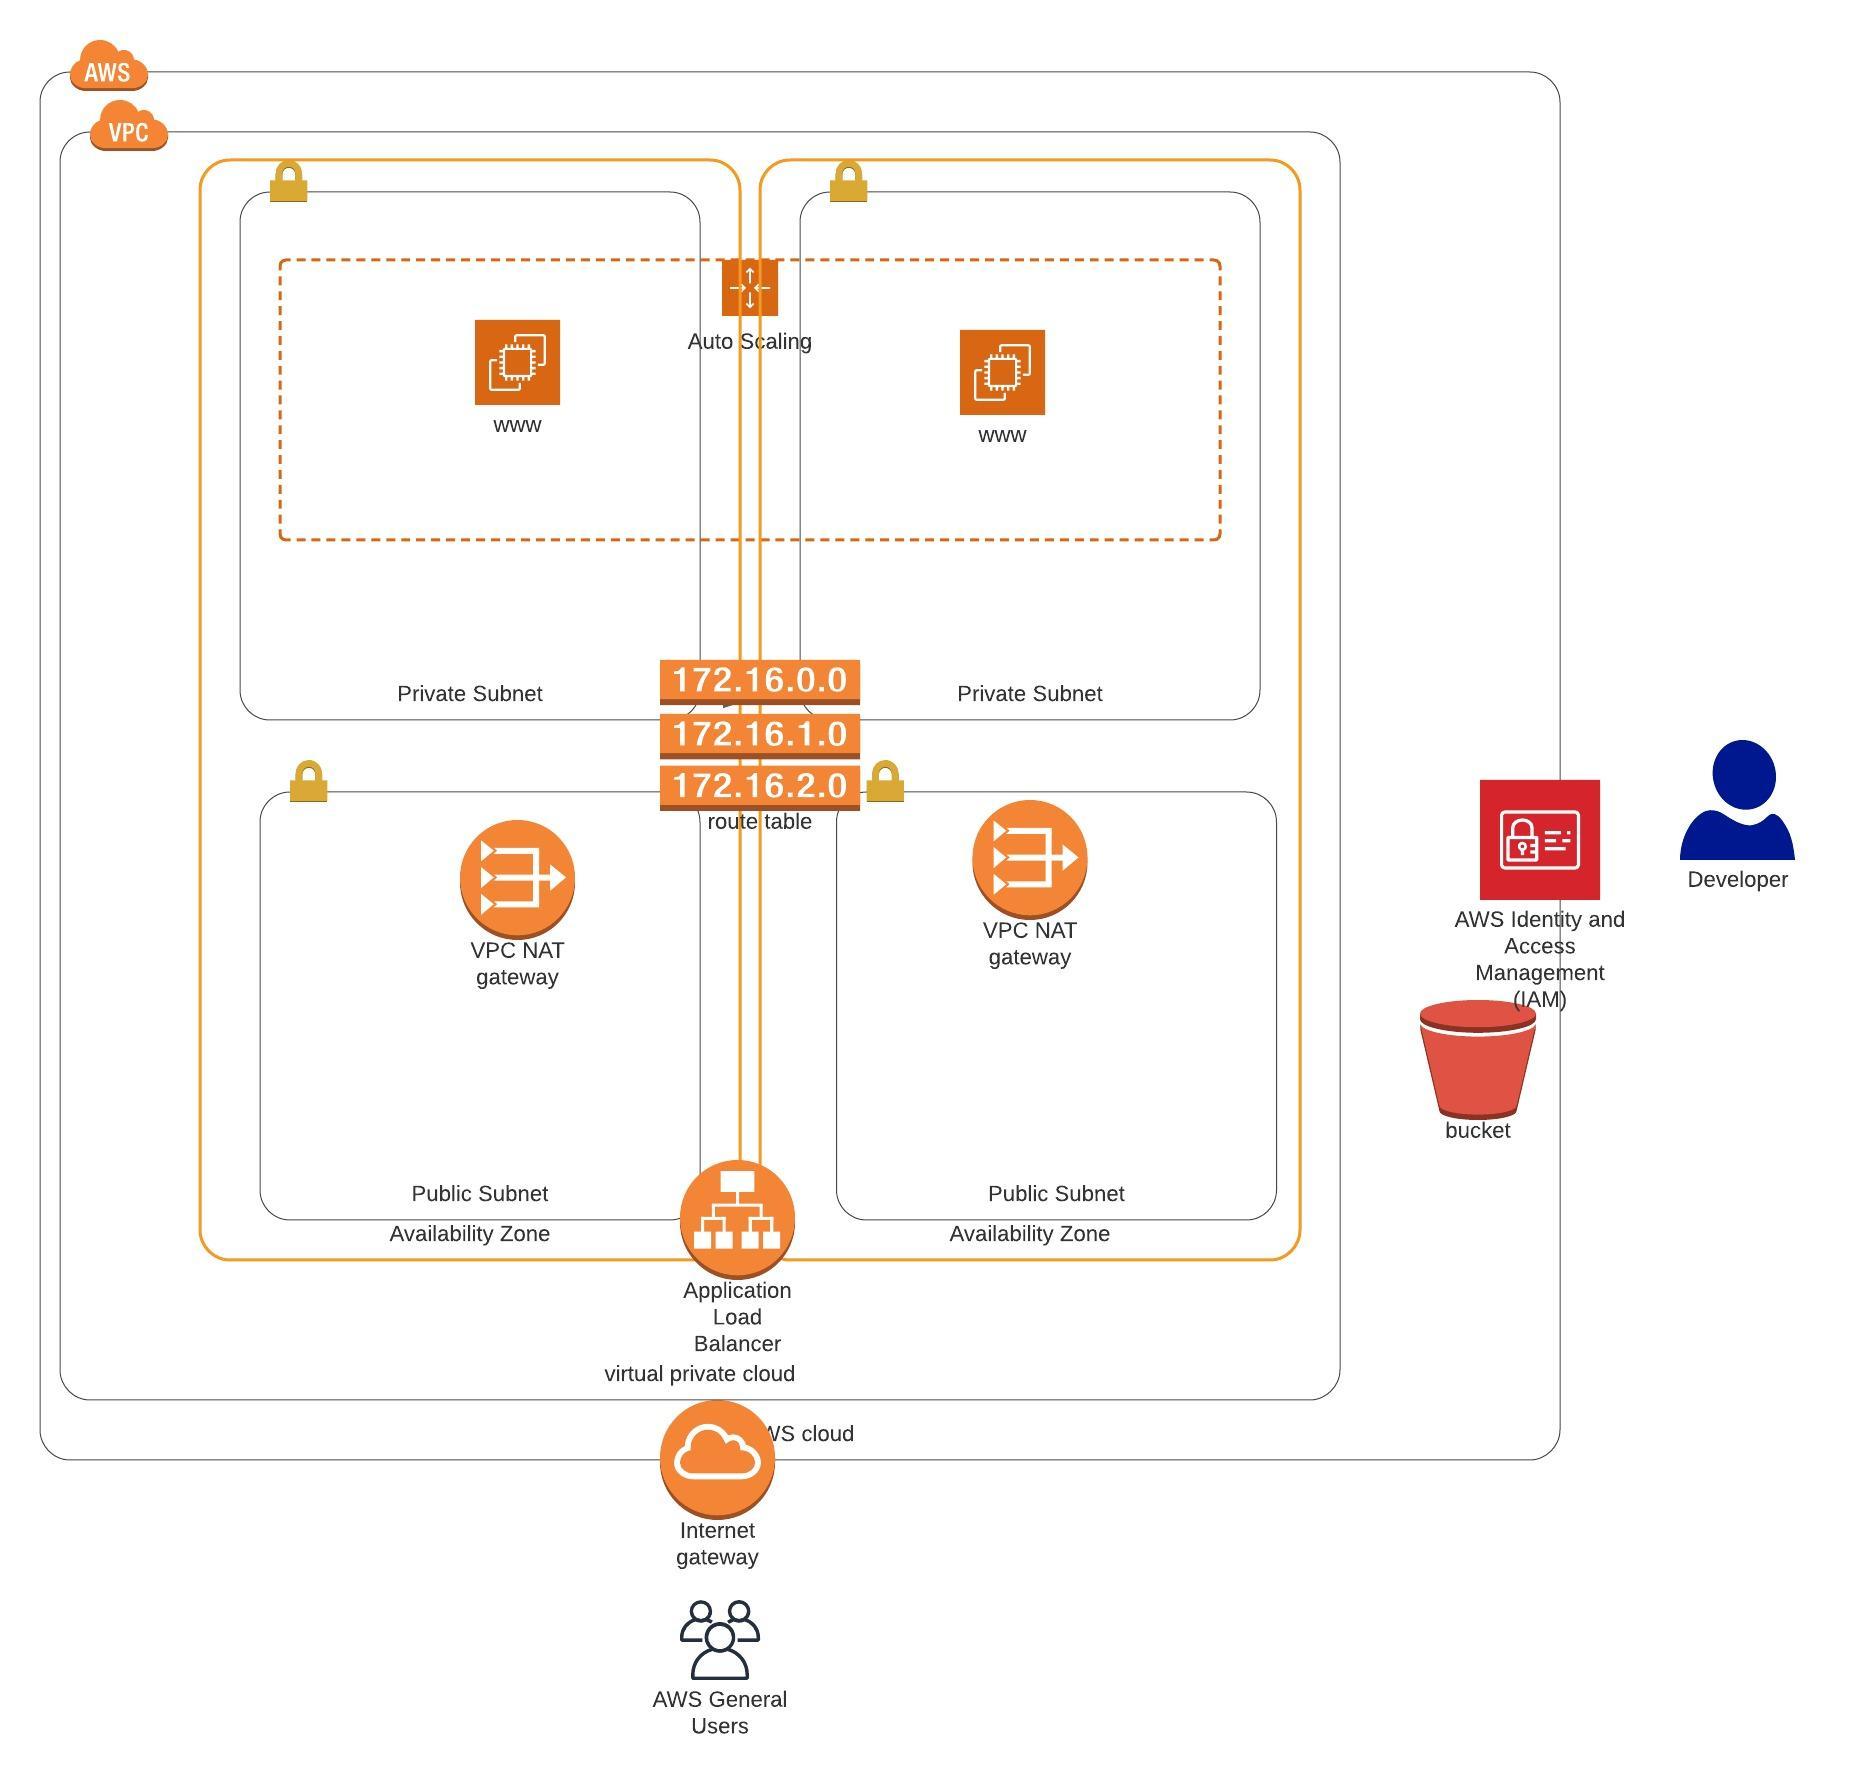 AWS
VPC
Auto Scaling
www
www
172.16.0.0
Private Subnet
Private Subnet
172.16.1.0
172.16.2.0
route table
VPC NAT
gateway
VPC NAT
gateway
Developer
AWS Identity and
Access
Management
(IAM)
bucket
Public Subnet
Public Subnet
Availability Zone
Availability Zone
Application
Load
Balancer
virtual private cloud
WS cloud
Internet
gateway
AWS General
Users